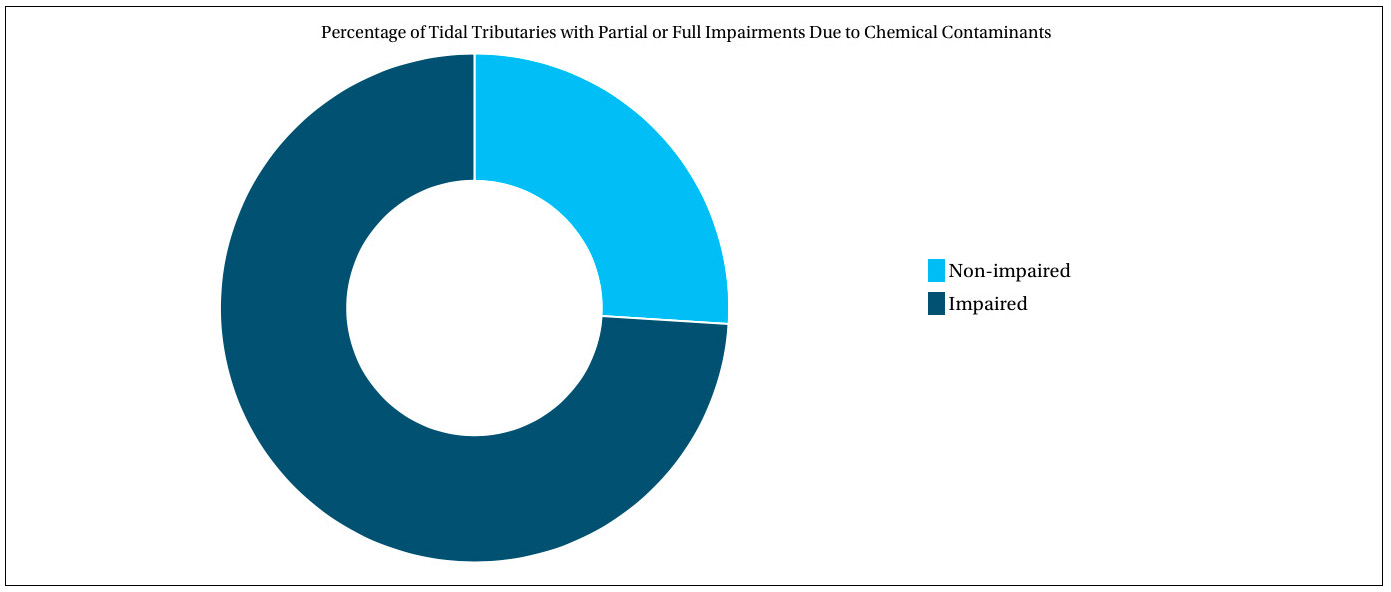 Percentage of Tidal Tributaries with Partial or Full Impairments Due to Chemical Contaminants
Non-impaired
Impaired